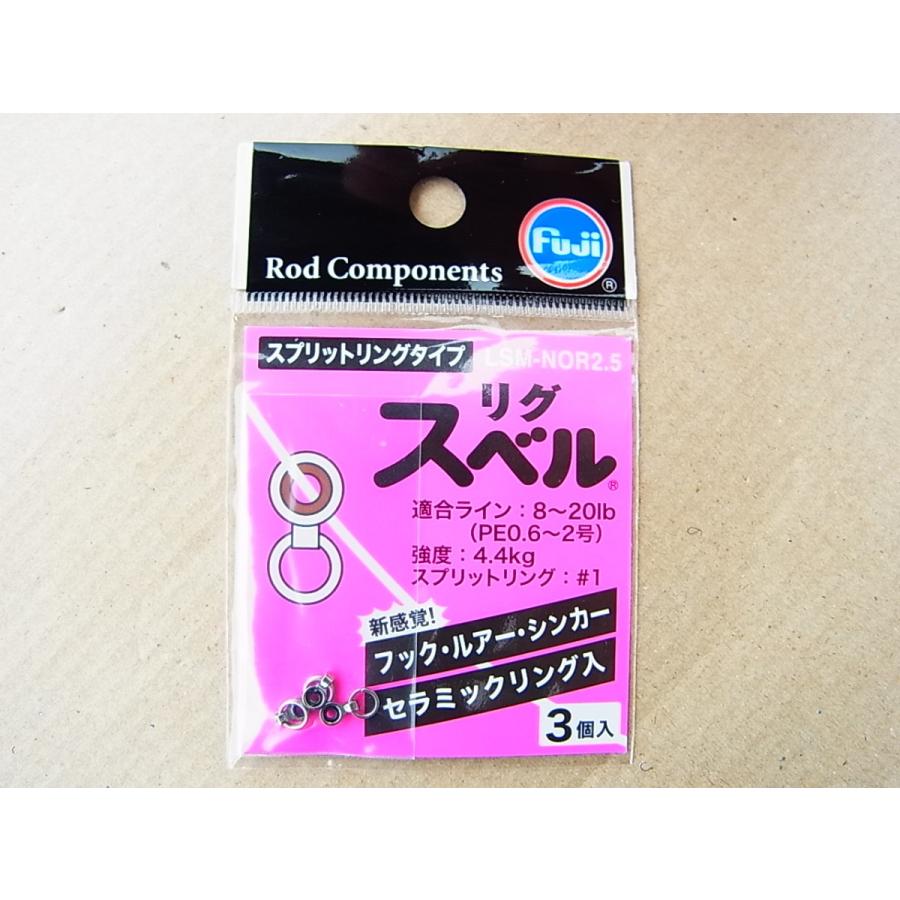 Rod Components
Fuji
®
スプリットリングタイプ
LSM-NOR2.5
リグ
スベル®
適合ライン：8～20lb
（PE0.6～2号）
強度：4.4kg
スプリットリング：#1
新感覚！
フック・ルアー・シンカー
セラミックリング入
3個入